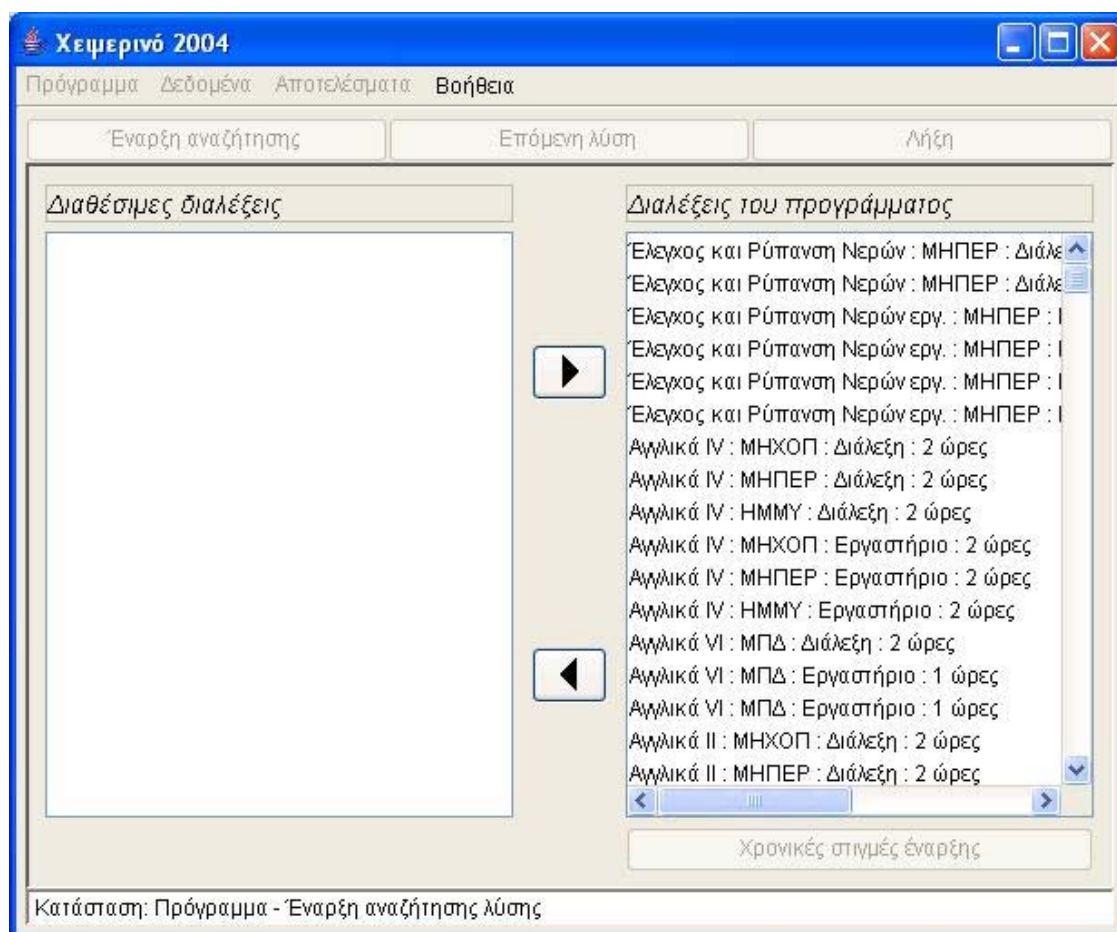 Χειμερινό 2004
Πρόγραμμα Δεδομένα Αποτελέσματα Βοήθεια
Έναρξη αναζήτησης Επόμενη λύση Λήξη
Διαθέσιμες διαλέξεις
Διαλέξεις του προγράμματος
Έλεγχος και Ρύπανση Νερών : ΜΗΠΕΡ : Διάλε
Έλεγχος και Ρύπανση Νερών : ΜΗΠΕΡ : Διάλε
Έλεγχος και Ρύπανση Νερών εργ. : ΜΗΠΕΡ :
Έλεγχος και Ρύπανση Νερών εργ. : ΜΗΠΕΡ :
Έλεγχος και Ρύπανση Νερών εργ. : ΜΗΠΕΡ :
Έλεγχος και Ρύπανση Νερών εργ. : ΜΗΠΕΡ :
Αγγλικά IV : ΜΗΧΟΠ : Διάλεξη : 2 ώρες
Αγγλικά IV : ΜΗΠΕΡ : Διάλεξη : 2 ώρες
Αγγλικά IV : ΗΜΜΥ : Διάλεξη : 2 ώρες
Αγγλικά IV : ΜΗΧΟΠ : Εργαστήριο : 2 ώρες
Αγγλικά IV : ΜΗΠΕΡ : Εργαστήριο : 2 ώρες
Αγγλικά IV : ΗΜΜΥ : Εργαστήριο : 2 ώρες
Αγγλικά VI : ΜΠΔ : Διάλεξη : 2 ώρες
Αγγλικά VI : ΜΠΔ : Εργαστήριο : 1 ώρες
Αγγλικά VI : ΜΠΔ : Εργαστήριο : 1 ώρες
Αγγλικά II : ΜΗΧΟΠ : Διάλεξη : 2 ώρες
Αγγλικά II : ΜΗΠΕΡ : Διάλεξη : 2 ώρες
Χρονικές στιγμές έναρξης
Κατάσταση: Πρόγραμμα - Έναρξη αναζήτησης λύσης